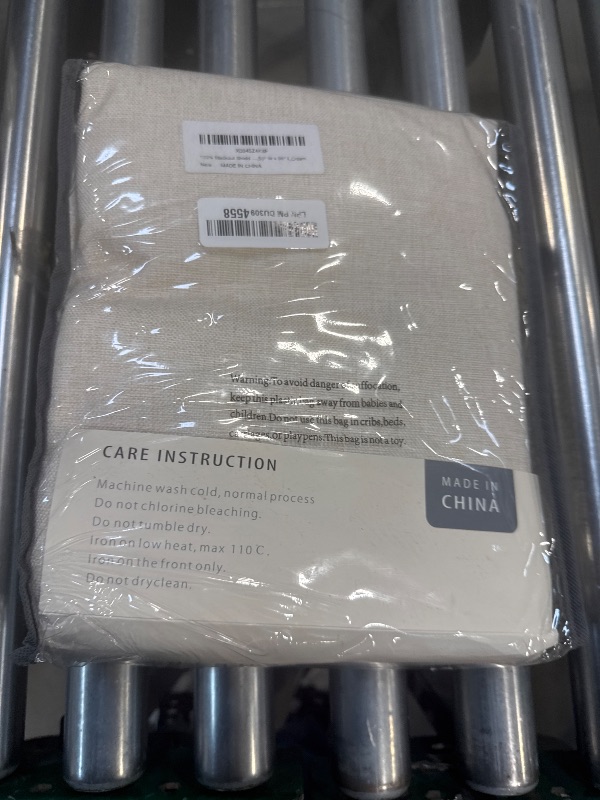 MADE IN CHINA
LPN PM CU3094558
Warning:To avoid danger of suffocation,
keep this plastic bag away from babies and
children.Do not use this bag in cribs,beds,
carriages or playpens.This bag is not a toy.
CARE INSTRUCTION
Machine wash cold, normal process
Do not chlorine bleaching.
Do not tumble dry.
Iron on low heat, max 110℃.
Iron on the front only.
Do not dryclean.
MADE IN
CHINA